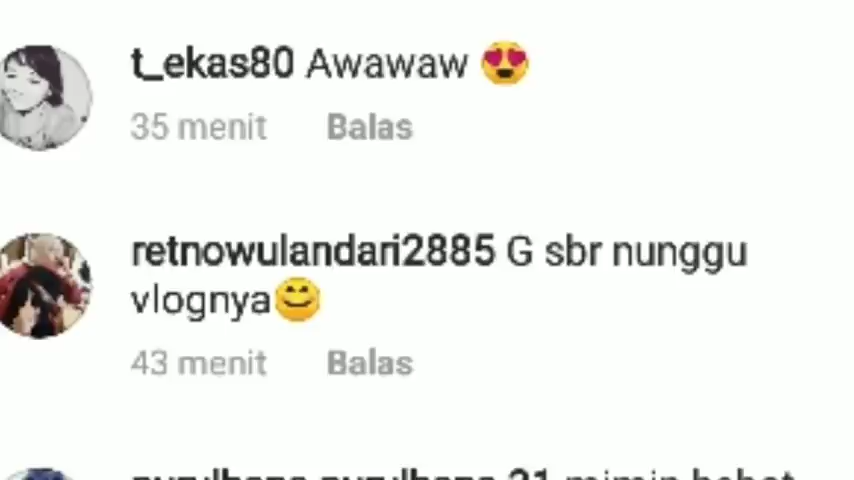 t_ekas80 Awawaw 😍
35 menit Balas
retnowulandari2885 G sbr nunggu
vlognya😊
43 menit Balas